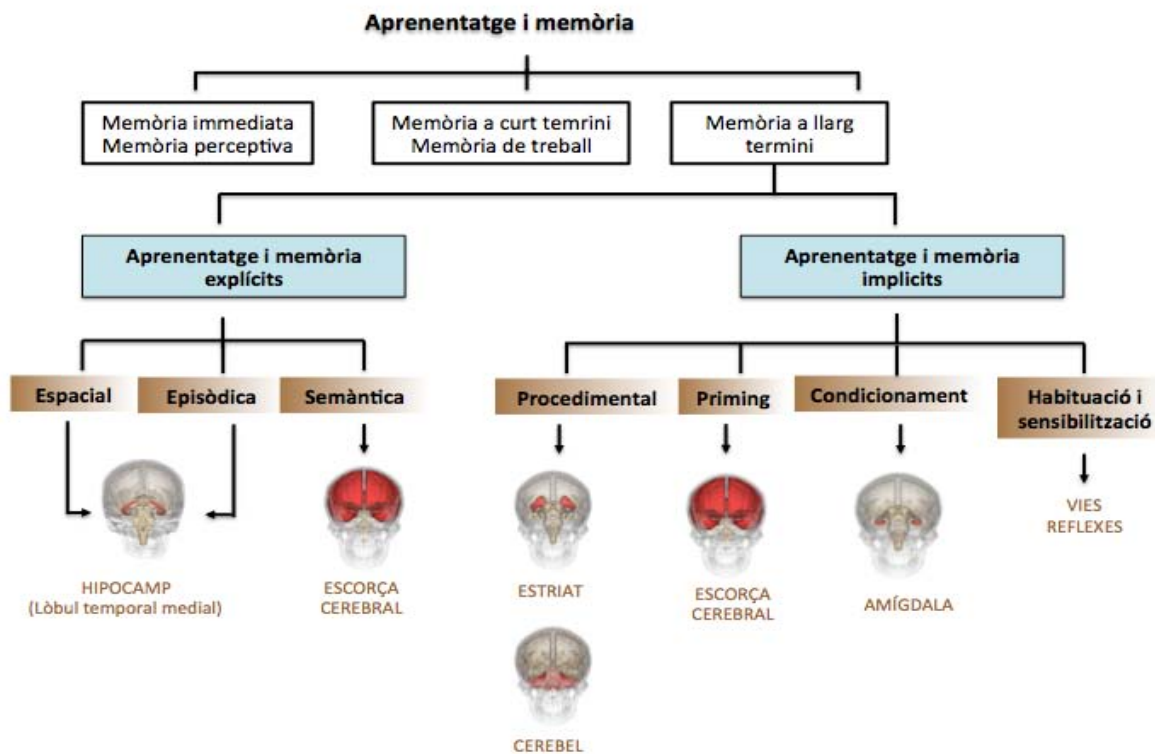 Aprenentatge i memòria
Memòria immediata
Memòria perceptiva
Memòria a curt temrini
Memòria de treball
Memòria a llarg
termini
Aprenentatge i memòria
explícits
Aprenentatge i memòria
implicits
Espacial
Episòdica
Semàntica
Procedimental
Priming
Condicionament
Habituació i
sensibilització
HIPOCAMP
(Lòbul temporal medial)
ESCORÇA
CEREBRAL
ESTRIAT
CEREBEL
ESCORÇA
CEREBRAL
AMÍGDALA
VIES
REFLEXES